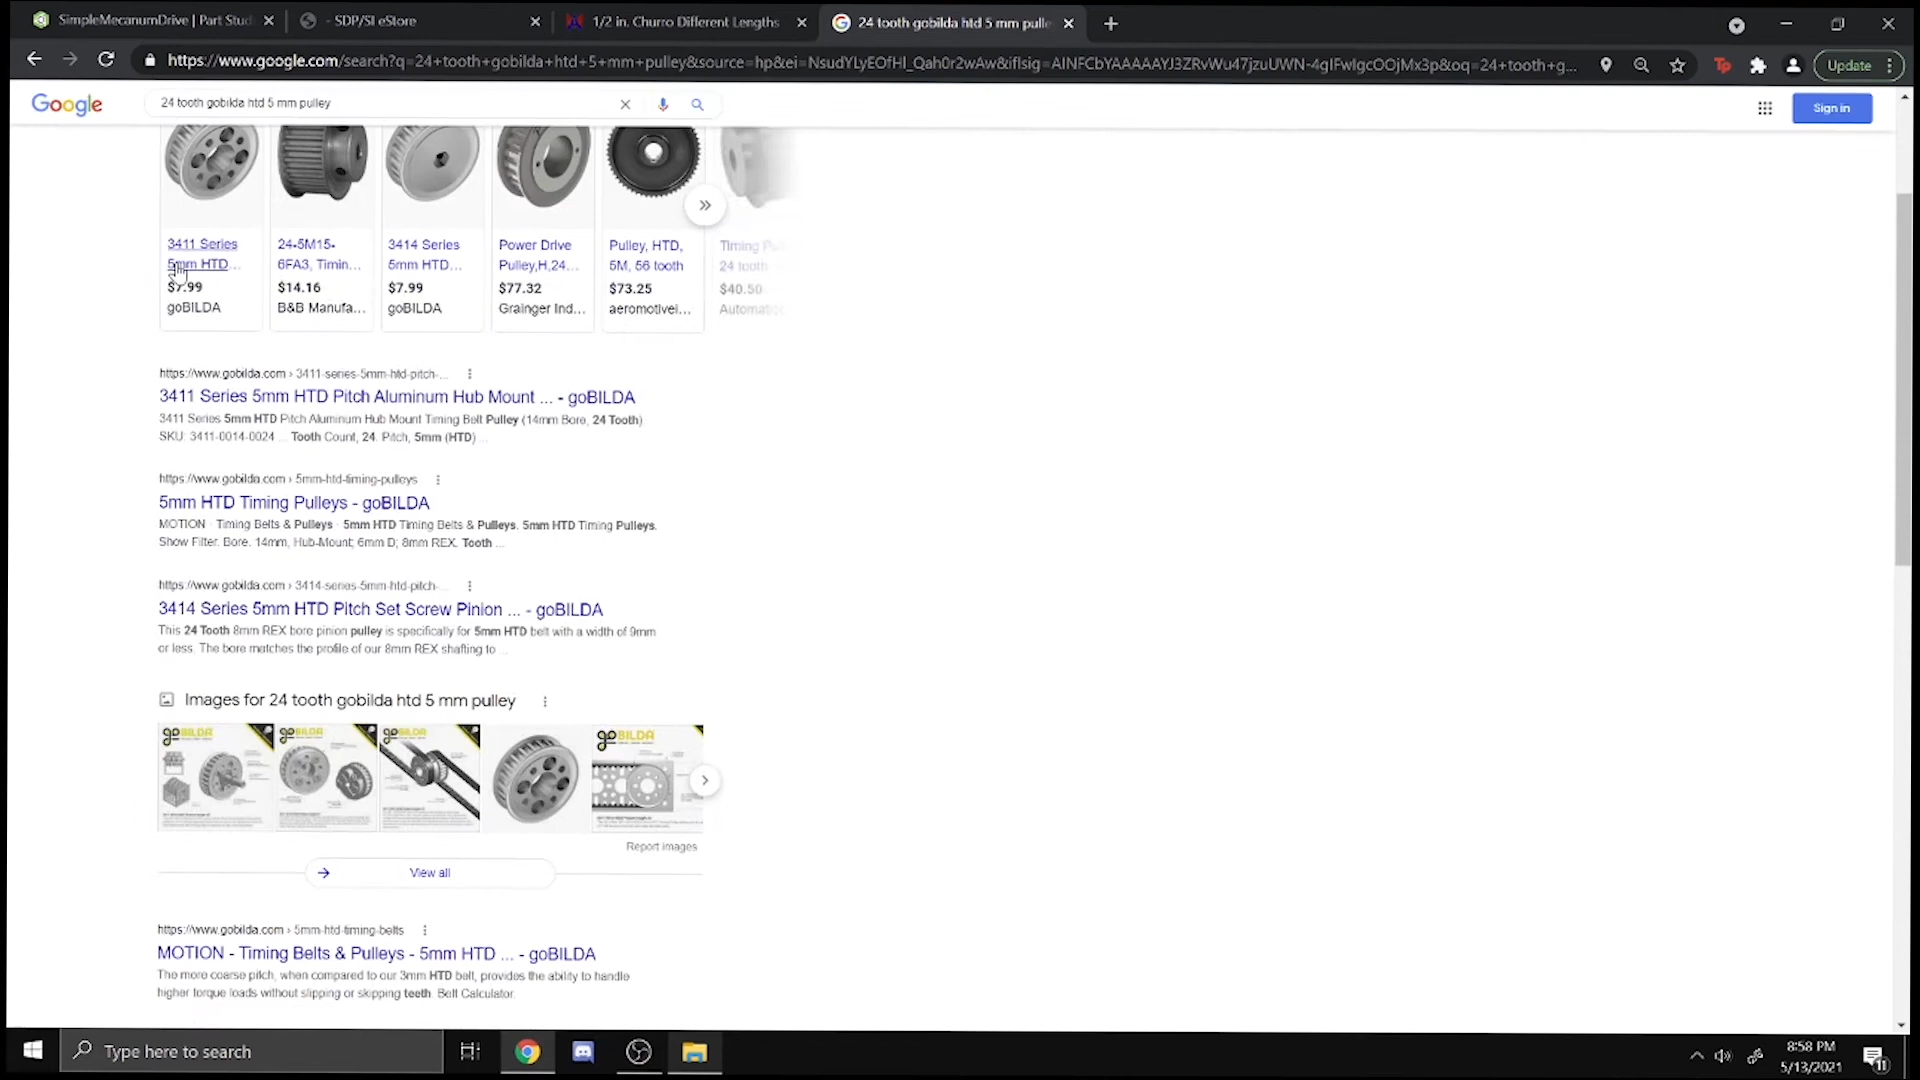 SimpleMecanumDrive | Part Stud
- SDP/SI eStore
1/2 in. Churro Different Lengths
24 tooth gobilda htd 5 mm pulle
https://www.google.com/search?q=24+tooth+gobilda+htd+5+mm+pulley&source=hp&ei=NsudYLyEOfHl_Qah0r2wAw&iflsig=AINFCbYAAAAAYJ3ZRvWu47jzuUWN-4gIFwIgcOOjMx3p&oq=24+tooth+g...
Update
Google
24 tooth gobilda htd 5 mm pulley
Sign in
3411 Series
5mm HTD...
$7.99
goBILDA
24-5M15-
6FA3, Timin...
$14.16
B&B Manufa...
3414 Series
5mm HTD...
$7.99
goBILDA
Power Drive
Pulley,H,24...
$77.32
Grainger Ind...
Pulley, HTD,
5M, 56 tooth
$73.25
aeromotivel...
Timing Pu
24 tooth
$40.50
Automatio
https://www.gobilda.com › 3411-series-5mm-htd-pitch-...
3411 Series 5mm HTD Pitch Aluminum Hub Mount ... - goBILDA
3411 Series 5mm HTD Pitch Aluminum Hub Mount Timing Belt Pulley (14mm Bore, 24 Tooth)
SKU: 3411-0014-0024 ... Tooth Count, 24. Pitch, 5mm (HTD) ...
https://www.gobilda.com › 5mm-htd-timing-pulleys
5mm HTD Timing Pulleys - goBILDA
MOTION · Timing Belts & Pulleys · 5mm HTD Timing Belts & Pulleys. 5mm HTD Timing Pulleys.
Show Filter. Bore. 14mm, Hub-Mount; 6mm D; 8mm REX. Tooth ...
https://www.gobilda.com › 3414-series-5mm-htd-pitch-...
3414 Series 5mm HTD Pitch Set Screw Pinion ... - goBILDA
This 24 Tooth 8mm REX bore pinion pulley is specifically for 5mm HTD belt with a width of 9mm
or less. The bore matches the profile of our 8mm REX shafting to ...
Images for 24 tooth gobilda htd 5 mm pulley
goBILDA
goBILDA
goBILDA
goBILDA
Report images
View all
https://www.gobilda.com › 5mm-htd-timing-belts
MOTION - Timing Belts & Pulleys - 5mm HTD ... - goBILDA
The more coarse pitch, when compared to our 3mm HTD belt, provides the ability to handle
higher torque loads without slipping or skipping teeth. Belt Calculator.
Type here to search
8:58 PM
5/13/2021
11